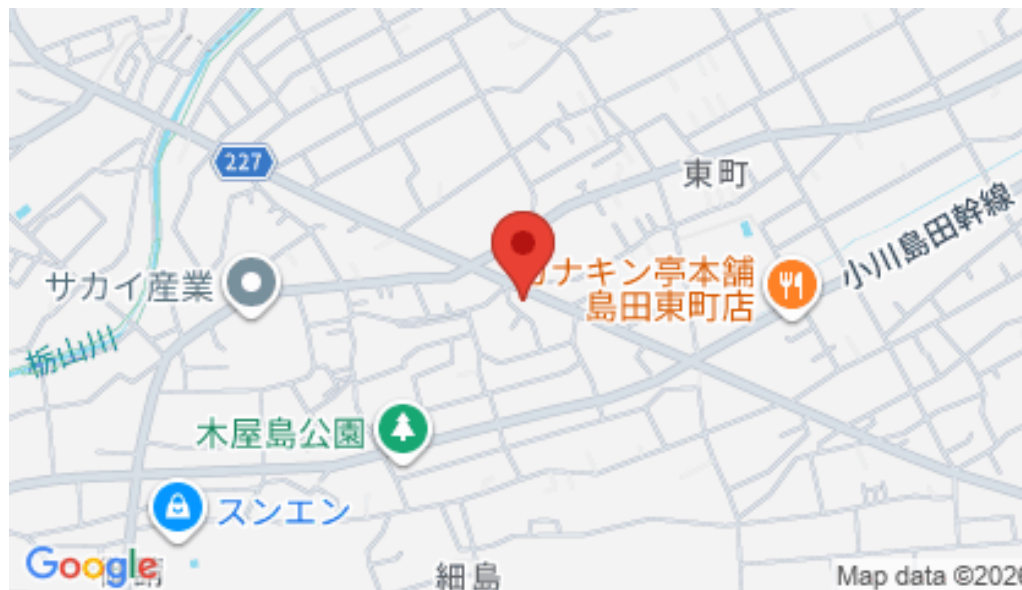 227
東町
小川島田幹線
サカイ産業
ナキン亭本舗
島田東町店
栃山川
木屋島公園
スンエン
Google
細島
Map data ©2026